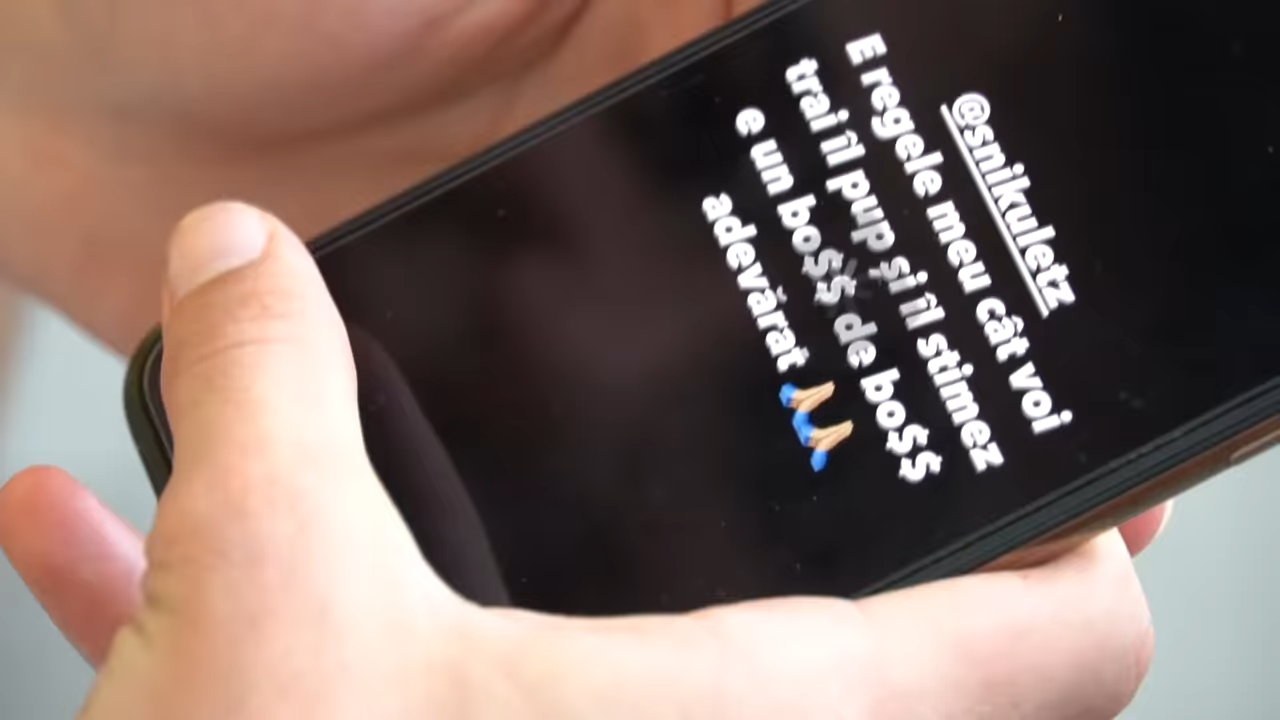 @snikuletz
E regele meu cât voi
trai îl pup și îl stimez
e un bo$$ de bo$$
adevărat 🙏🙏